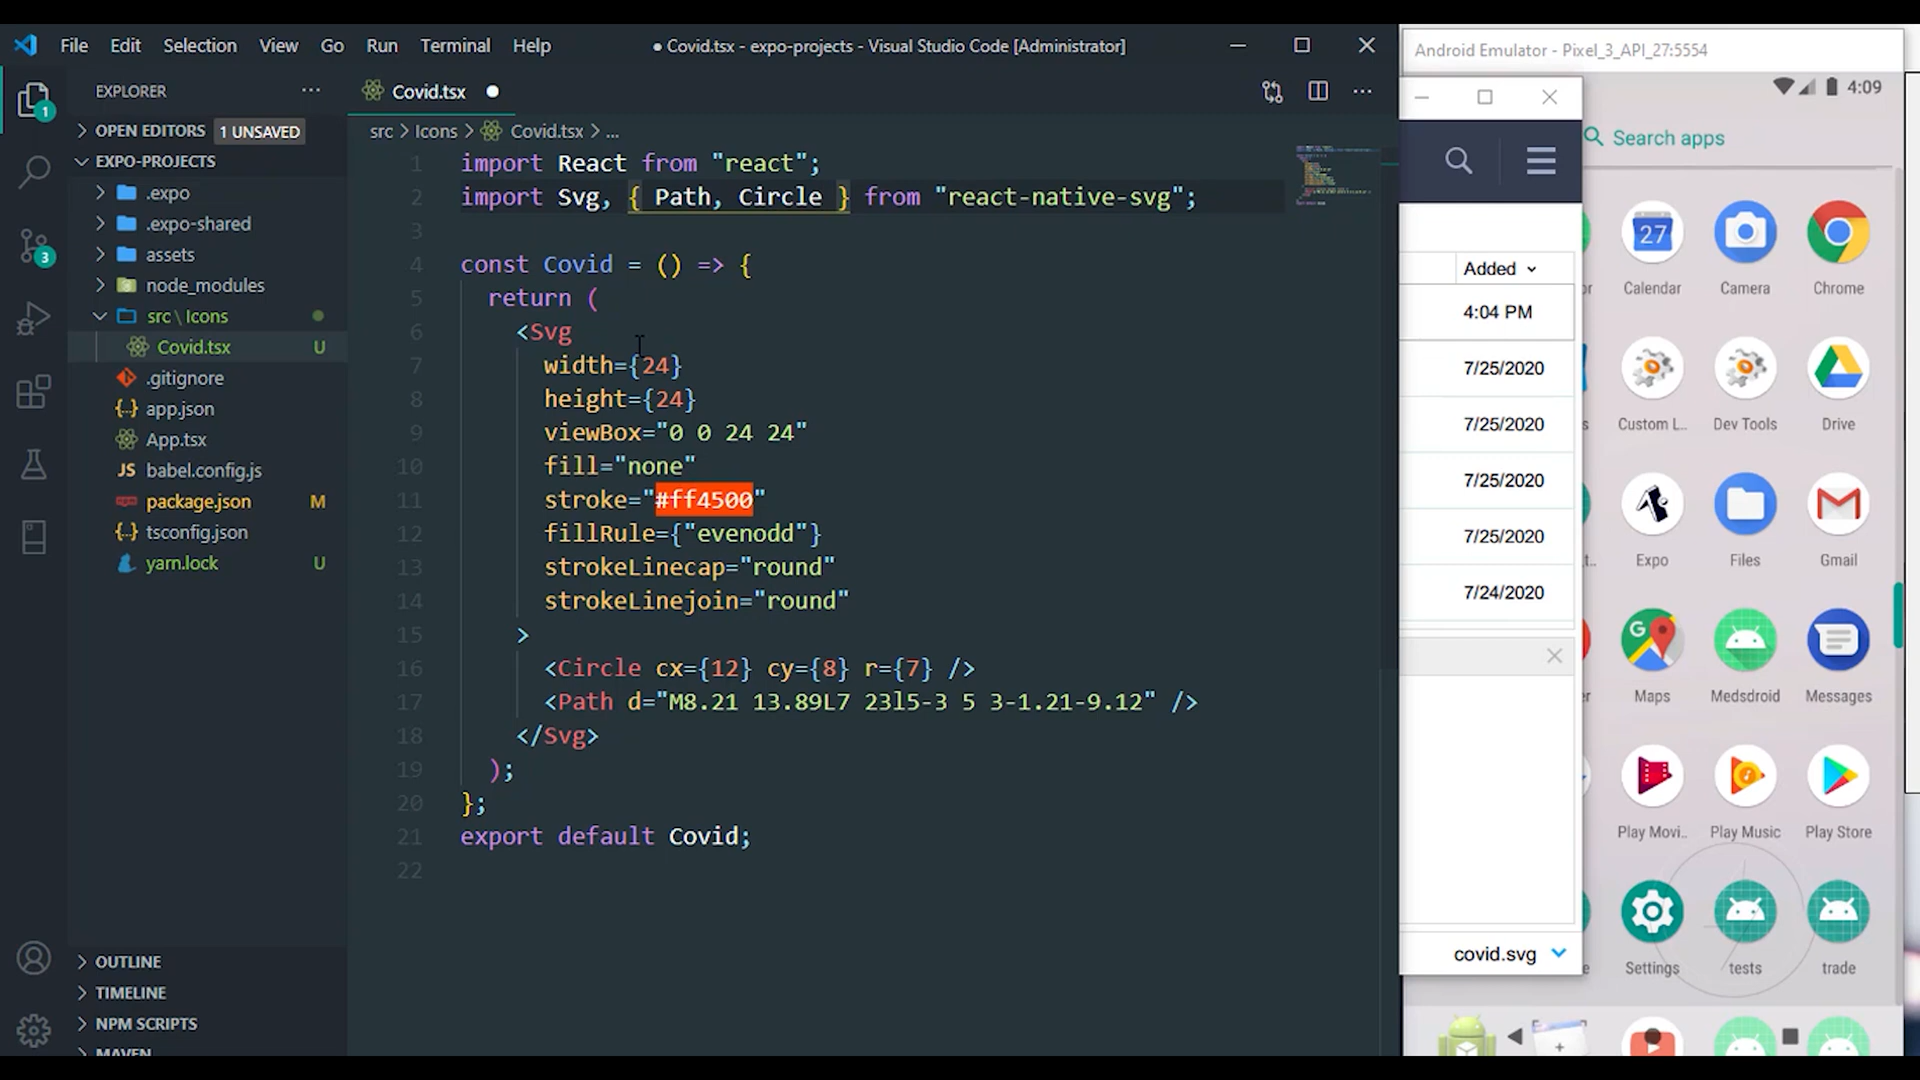 File Edit Selection View Go Run Terminal Help
● Covid.tsx - expo-projects - Visual Studio Code [Administrator]
EXPLORER
OPEN EDITORS 1 UNSAVED
EXPO-PROJECTS
.expo
.expo-shared
assets
node_modules
src \ Icons
Covid.tsx U
.gitignore
app.json
App.tsx
JS babel.config.js
package.json M
tsconfig.json
yarn.lock U
OUTLINE
TIMELINE
NPM SCRIPTS
MAVEN
1
3
Covid.tsx
src > Icons > Covid.tsx > ...
1 import React from "react";
2 import Svg, { Path, Circle } from "react-native-svg";
3
4 const Covid = () => {
5 return (
6 <Svg
7 width={24}
8 height={24}
9 viewBox="0 0 24 24"
10 fill="none"
11 stroke="#ff4500"
12 fillRule={"evenodd"}
13 strokeLinecap="round"
14 strokeLinejoin="round"
15 >
16 <Circle cx={12} cy={8} r={7} />
17 <Path d="M8.21 13.89L7 23l5-3 5 3-1.21-9.12" />
18 </Svg>
19 );
20 };
21 export default Covid;
22
Added
4:04 PM
7/25/2020
7/25/2020
7/25/2020
7/25/2020
7/24/2020
covid.svg
Android Emulator - Pixel_3_API_27:5554
4:09
Search apps
27
Calendar Camera Chrome
Custom L... Dev Tools Drive
Expo Files Gmail
Maps Medsdroid Messages
Play Movi.. Play Music Play Store
Settings tests trade